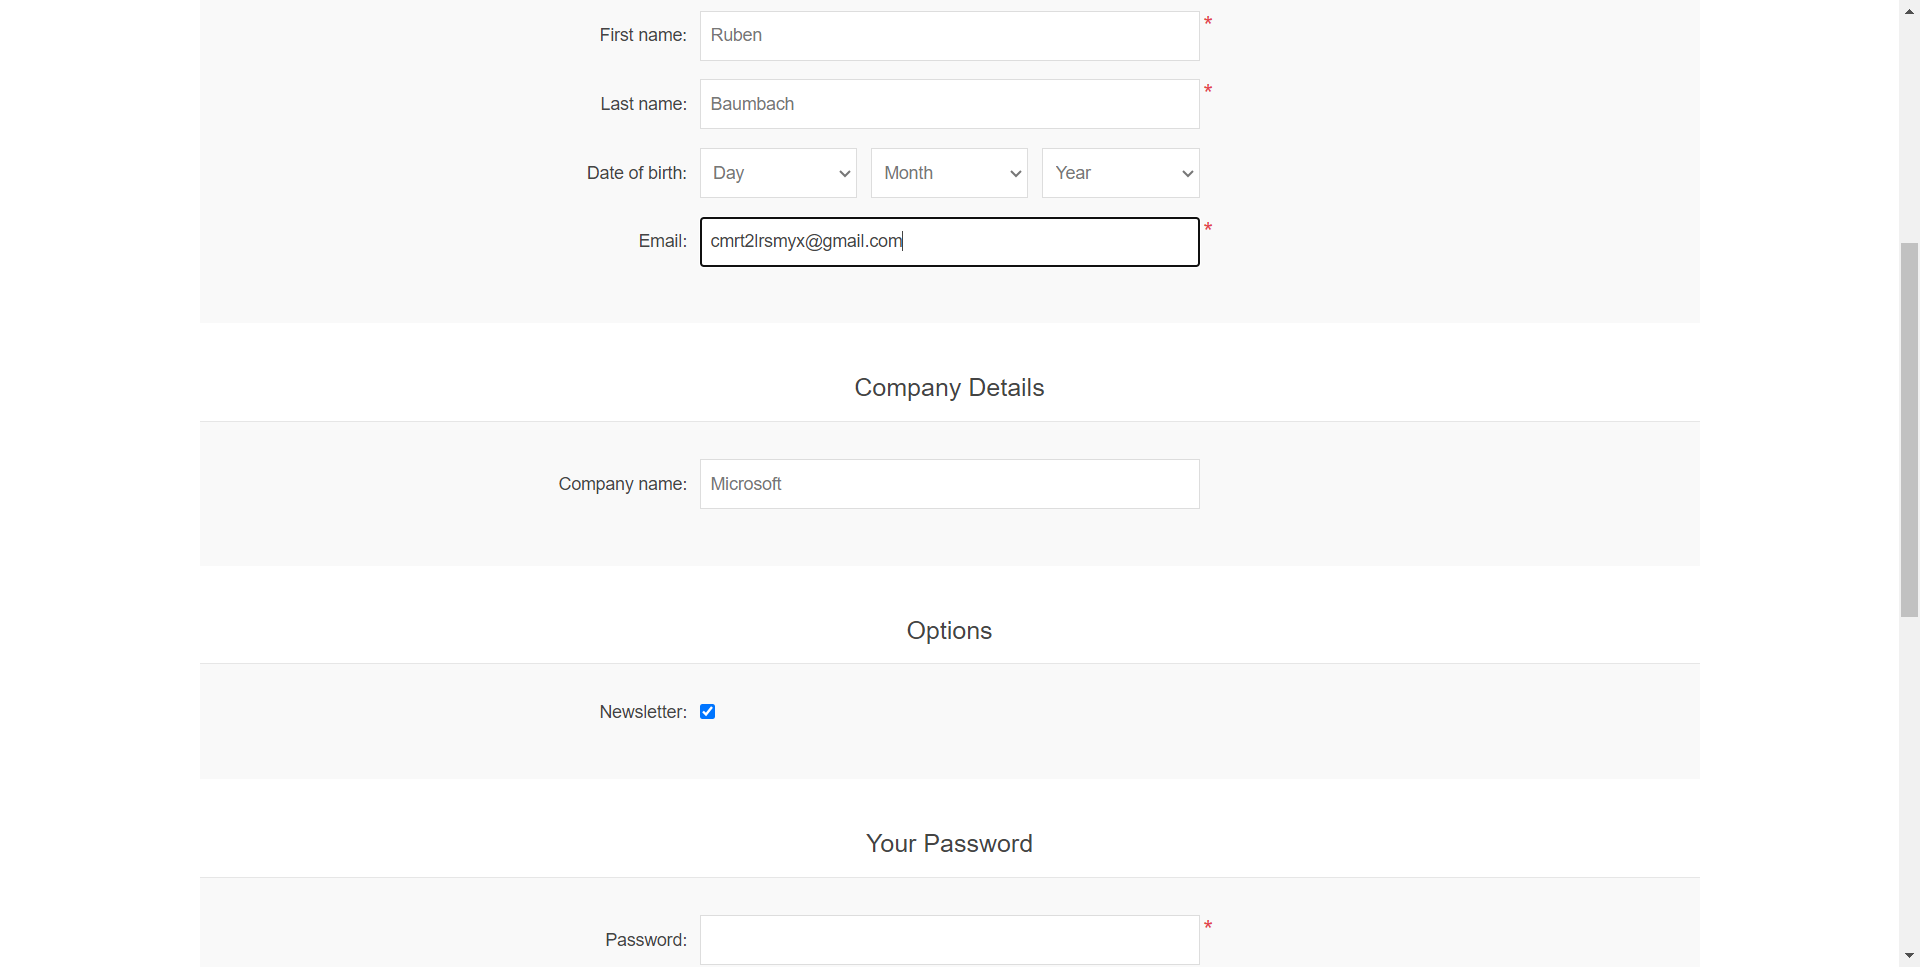 First name: Ruben *
Last name: Baumbach *
Date of birth: Day Month Year
Email: cmrt2lrsmyx@gmail.com *
Company Details
Company name: Microsoft
Options
Newsletter:
Your Password
Password: *